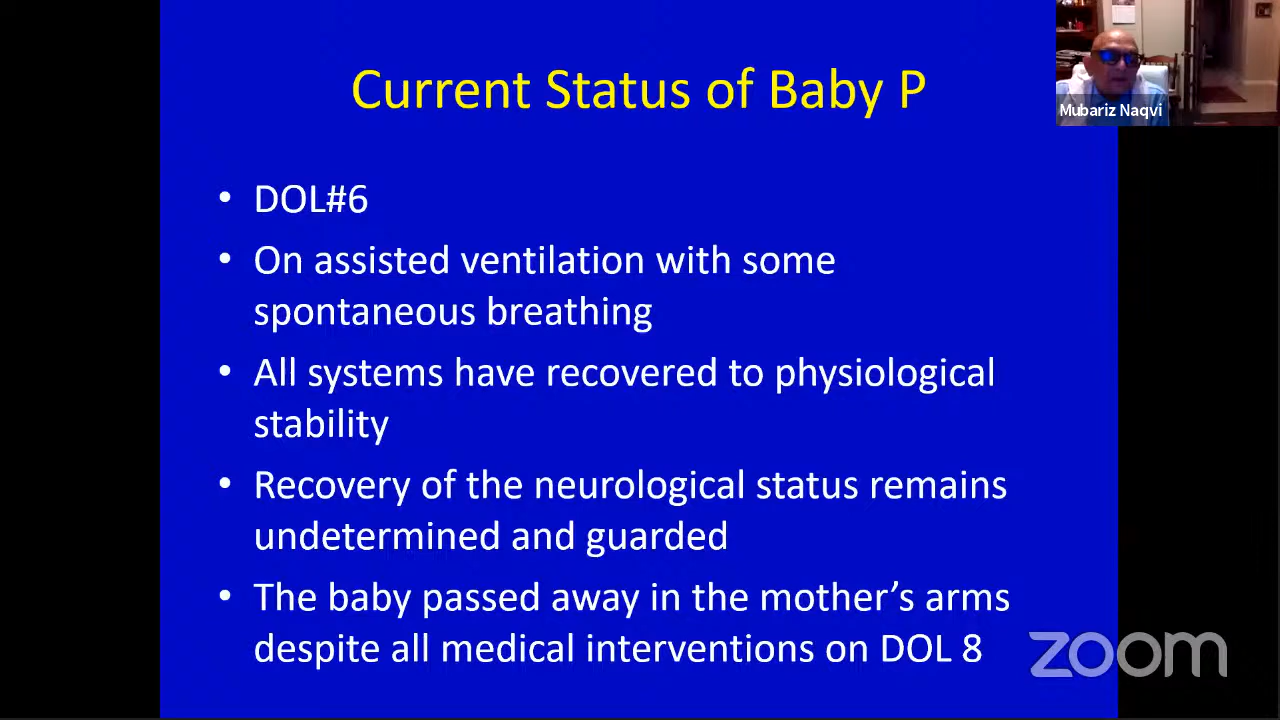 Current Status of Baby P
Mubariz Naqvi
• DOL#6
• On assisted ventilation with some
spontaneous breathing
• All systems have recovered to physiological
stability
• Recovery of the neurological status remains
undetermined and guarded
• The baby passed away in the mother’s arms
despite all medical interventions on DOL 8
zoom